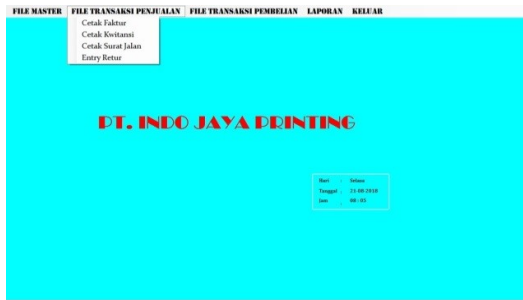 FILE MASTER FILE TRANSAKSI PENJUALAN FILE TRANSAKSI PEMBELIAN LAPORAN KELUAR
Cetak Faktur
Cetak Kwitansi
Cetak Surat Jalan
Entry Retur
PT. INDO JAYA PRINTING
Hari : Selasa
Tanggal : 21-08-2018
Jam : 08 : 05